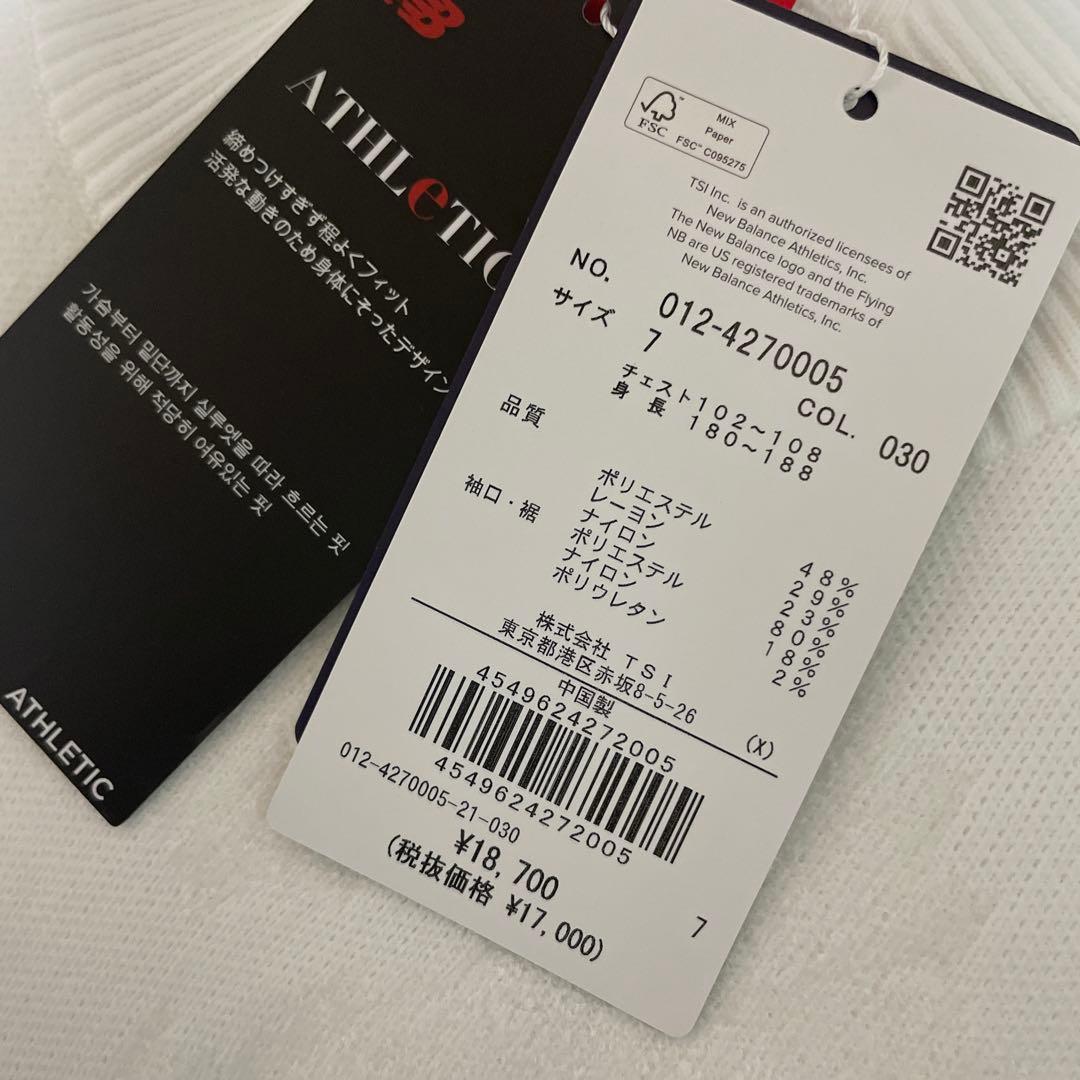 ATHLeTIC
締めつけすぎず程よくフィット
活発な動きのため身体にそったデザイン
가슴부터 밑단까지 실루엣을 따라 흐르는 핏
활동성을 위해 적당히 여유있는 핏
ATHLETIC
FSC™
MIX
Paper
FSC™ C095275
TSI Inc. is an authorized licensees of
New Balance Athletics, Inc.
The New Balance logo and the Flying
NB are US registered trademarks of
New Balance Athletics, Inc.
NO. 012-4270005
サイズ 7 COL. 030
チェスト102～108
身長 180～188
品質 ポリエステル 48%
レーヨン 29%
ナイロン 23%
袖口・裾 ポリエステル 80%
ナイロン 18%
ポリウレタン 2%
株式会社 TSI
東京都港区赤坂8-5-26
中国製 (X)
4549624272005
4549624272005
012-4270005-21-030
¥18,700
(税抜価格 ¥17,000)
7